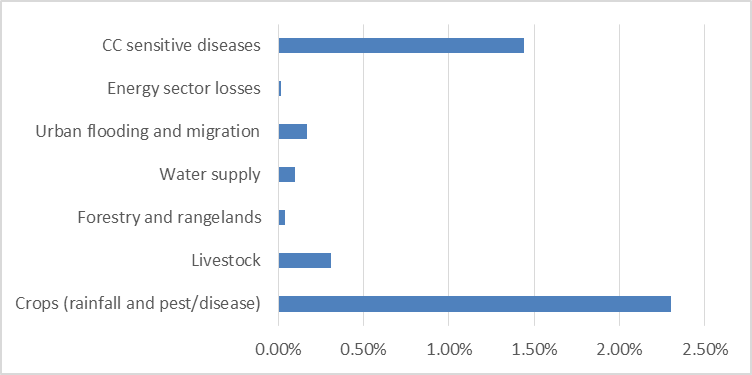 CC sensitive diseases
Energy sector losses
Urban flooding and migration
Water supply
Forestry and rangelands
Livestock
Crops (rainfall and pest/disease)
0.00% 0.50% 1.00% 1.50% 2.00% 2.50%